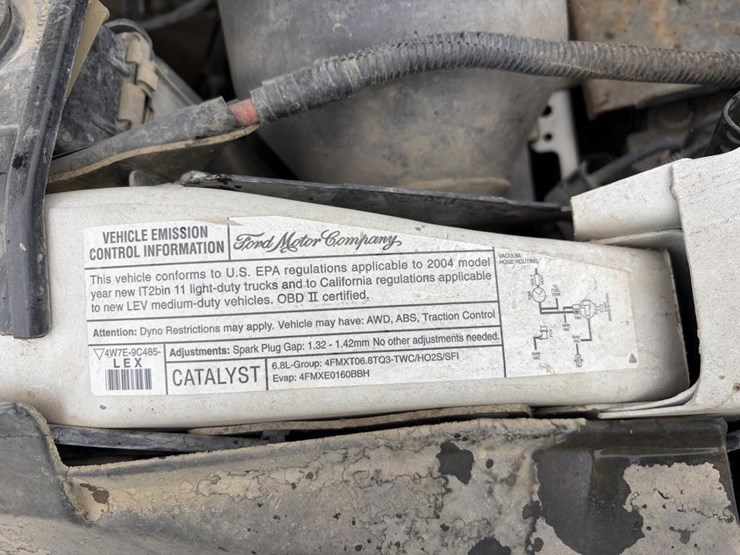 VEHICLE EMISSION
CONTROL INFORMATION
Ford Motor Company
VACUUM
HOSE ROUTING
This vehicle conforms to U.S. EPA regulations applicable to 2004 model
year new IT2bin 11 light-duty trucks and to California regulations applicable
to new LEV medium-duty vehicles. OBD II certified.
Attention: Dyno Restrictions may apply. Vehicle may have: AWD, ABS, Traction Control
4W7E-9C485-
LEX
Adjustments: Spark Plug Gap: 1.32 - 1.42mm No other adjustments needed.
CATALYST
6.8L-Group: 4FMXT06.8TQ3-TWC/HO2S/SFI
Evap: 4FMXE0160BBH